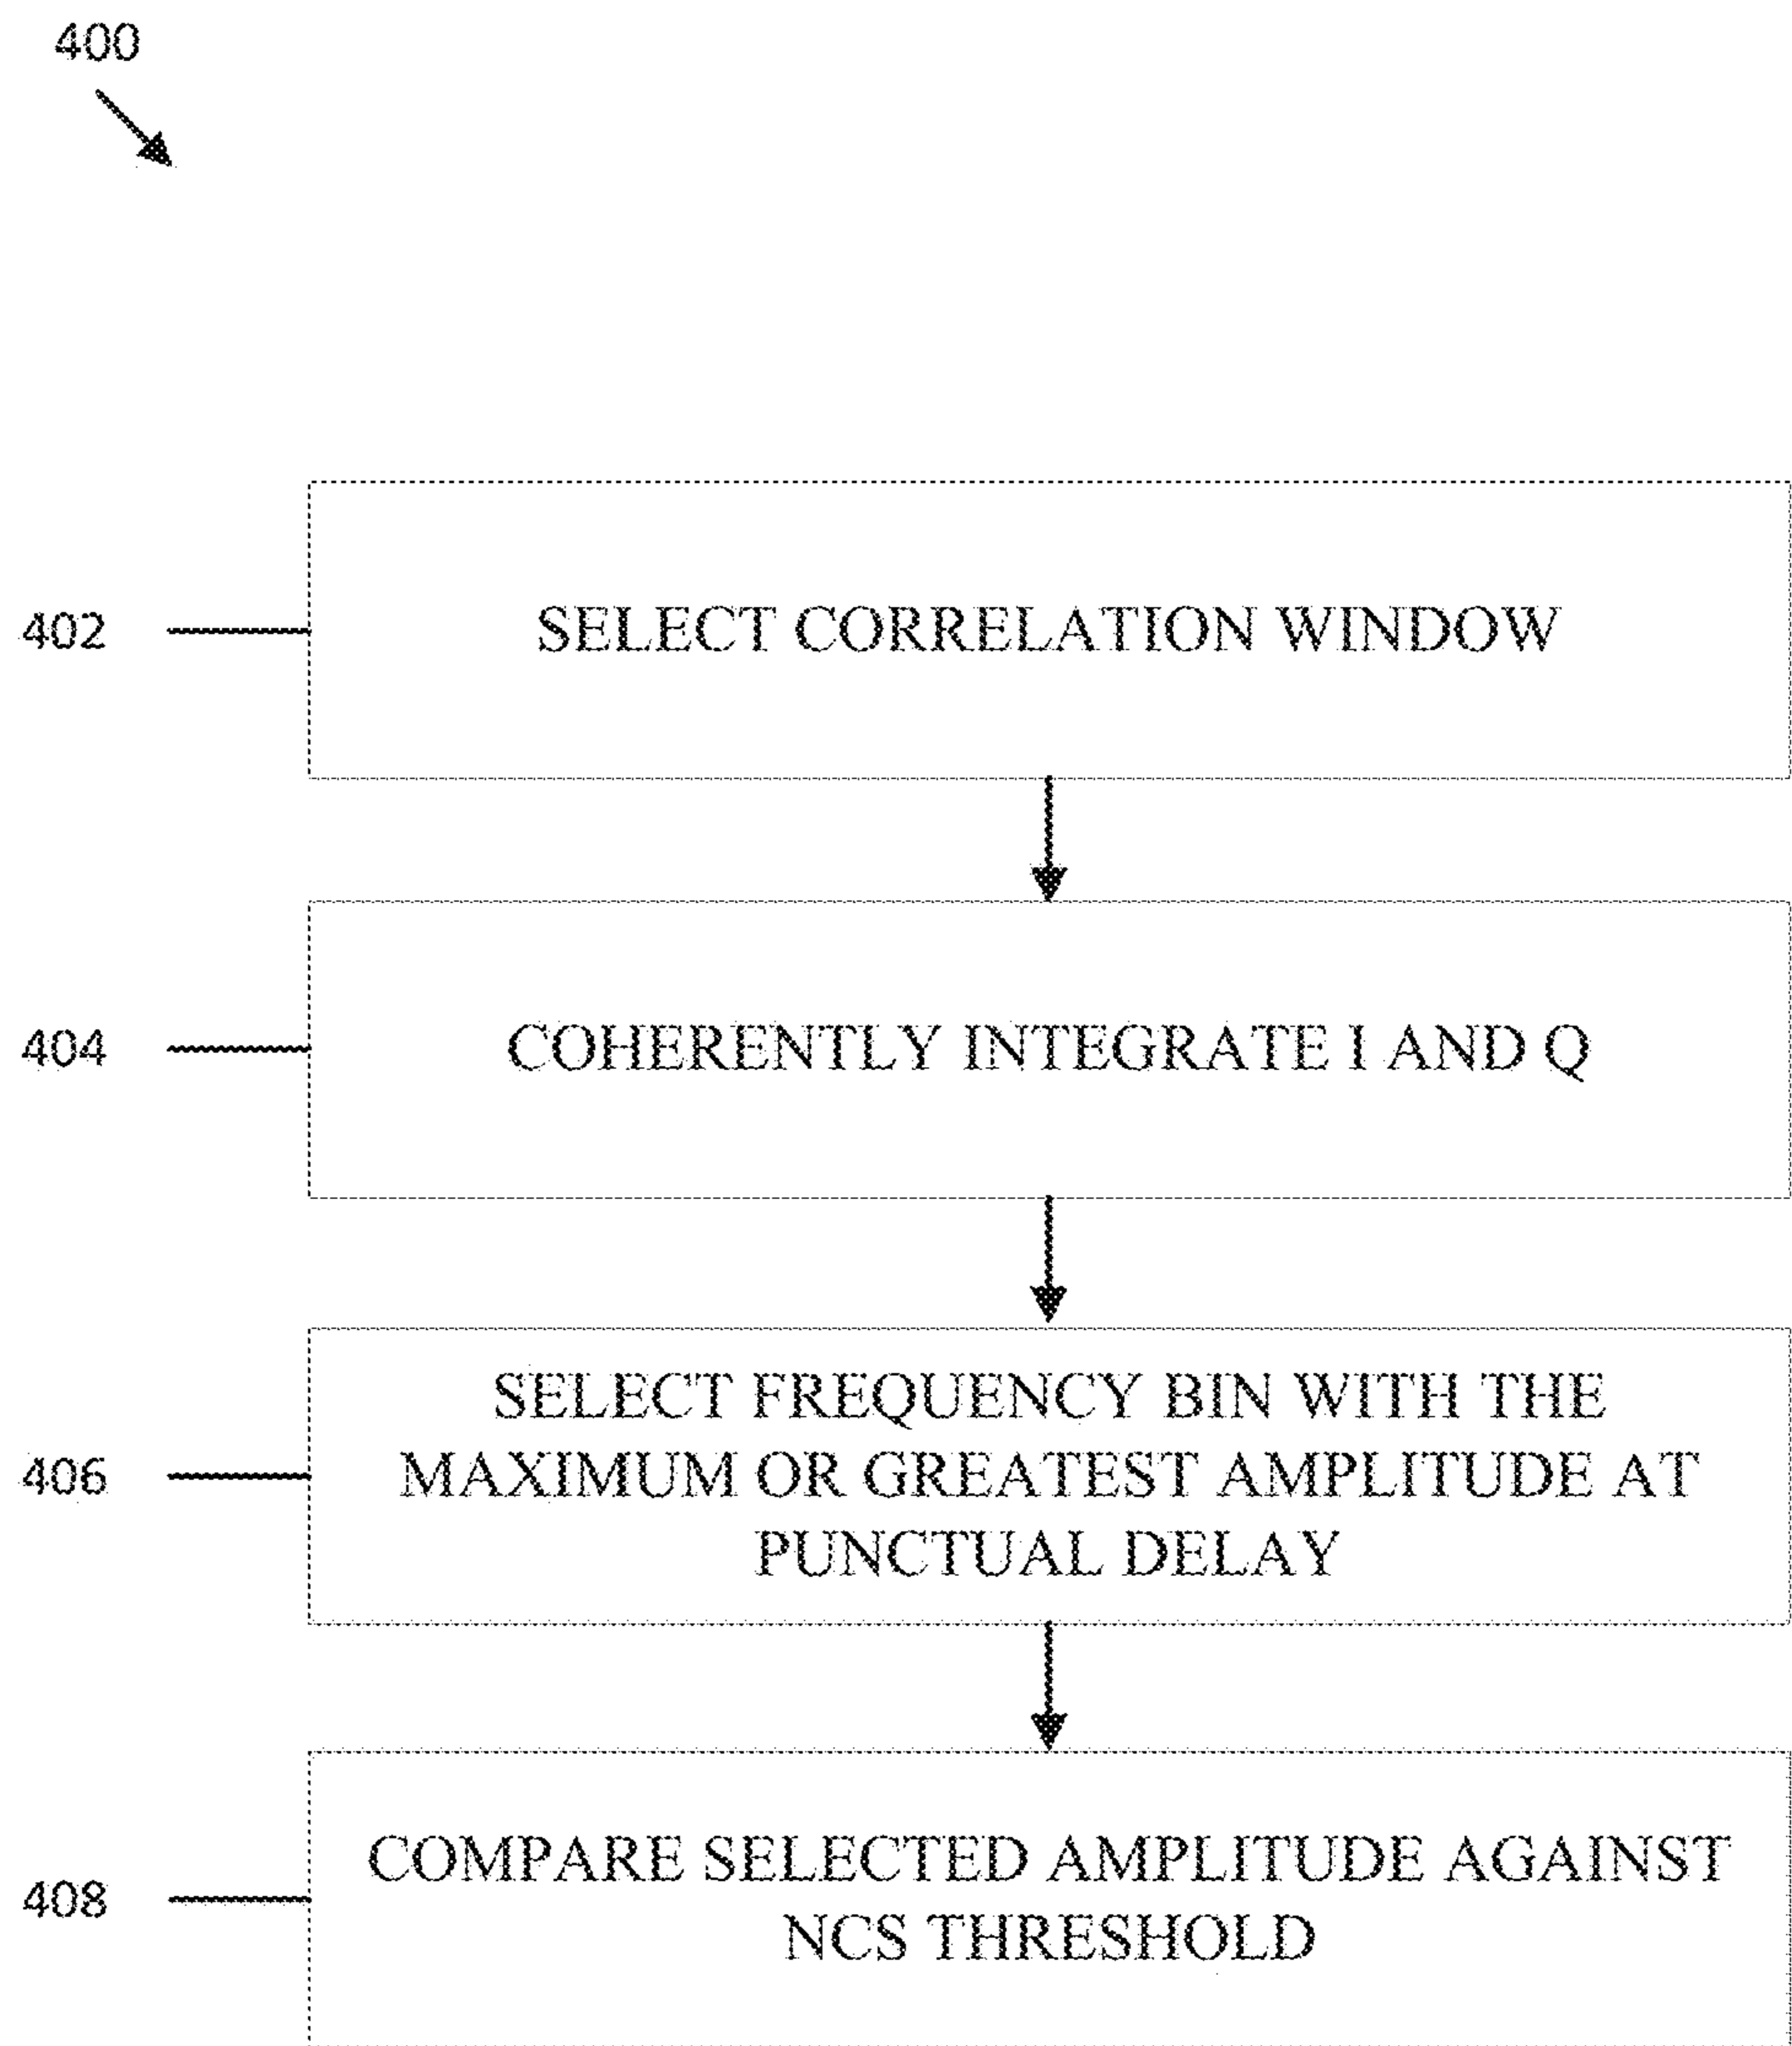 400
402
SELECT CORRELATION WINDOW
404
COHERENTLY INTEGRATE I AND Q
406
SELECT FREQUENCY BIN WITH THE
MAXIMUM OR GREATEST AMPLITUDE AT
PUNCTUAL DELAY
408
COMPARE SELECTED AMPLITUDE AGAINST
NCS THRESHOLD